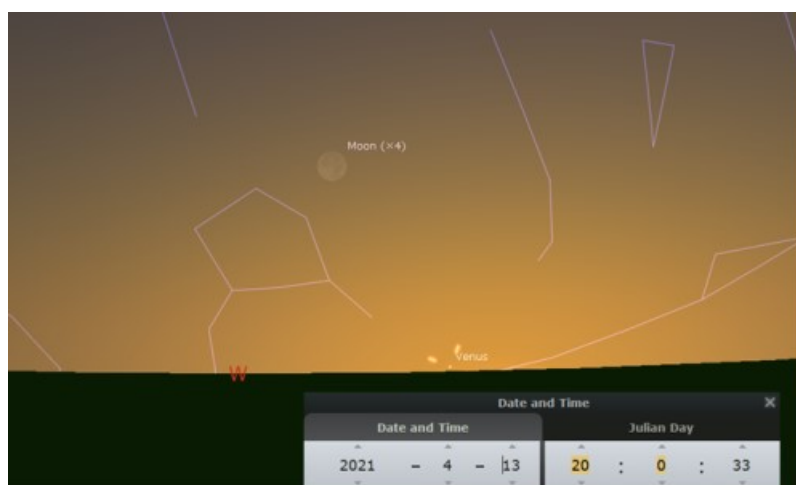 Moon (×4)
Venus
W
Date and Time
Date and Time Julian Day
2021 - 4 - 13 20 : 0 : 33